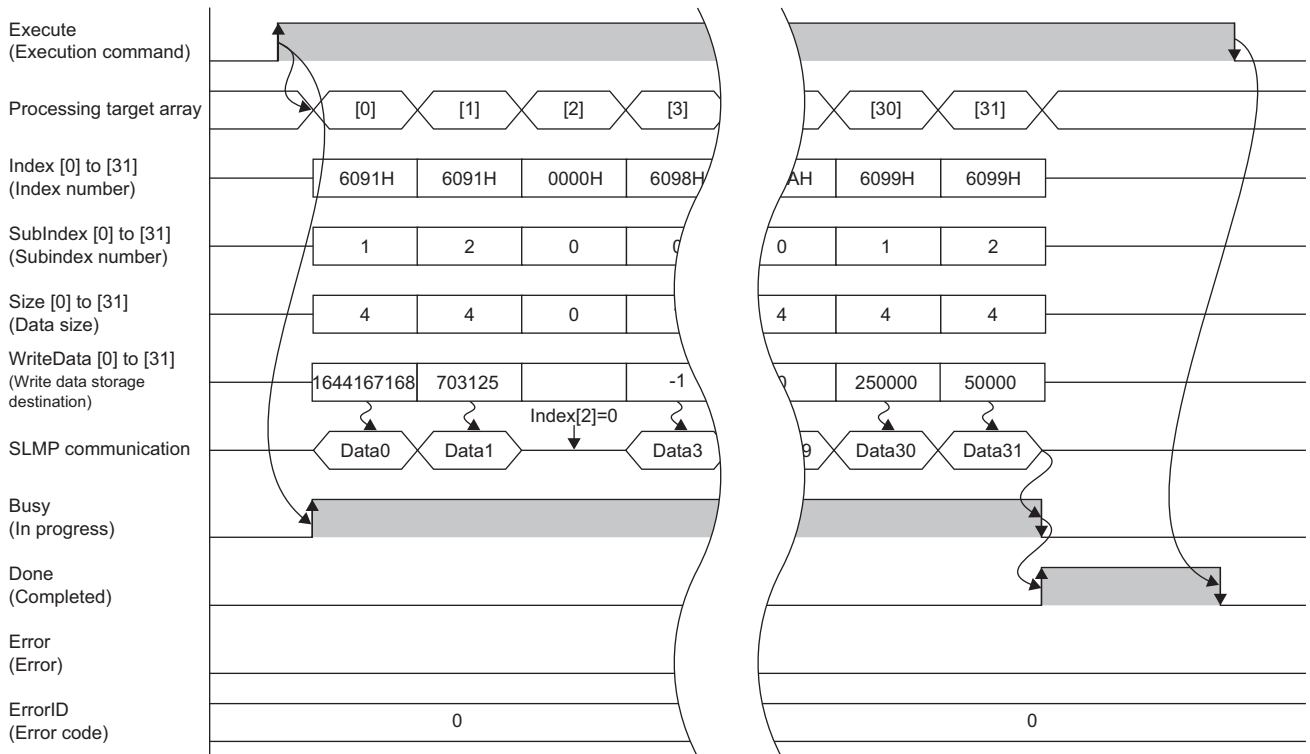 Execute
(Execution command)
Processing target array
[0] [1] [2] [3] [30] [31]
Index [0] to [31]
(Index number)
6091H 6091H 0000H 6098H AH 6099H 6099H
SubIndex [0] to [31]
(Subindex number)
1 2 0 0 1 2
Size [0] to [31]
(Data size)
4 4 0 4 4 4
WriteData [0] to [31]
(Write data storage
destination)
1644167168 703125 -1 0 250000 50000
Index[2]=0
SLMP communication
Data0 Data1 Data3 9 Data30 Data31
Busy
(In progress)
Done
(Completed)
Error
(Error)
ErrorID
(Error code)
0 0